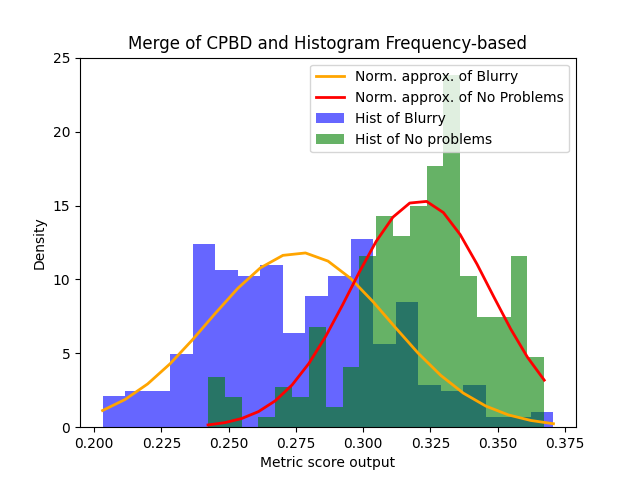 Merge of CPBD and Histogram Frequency-based
Norm. approx. of Blurry
Norm. approx. of No Problems
Hist of Blurry
Hist of No problems
Density
25
20
15
10
5
0
0.200 0.225 0.250 0.275 0.300 0.325 0.350 0.375
Metric score output